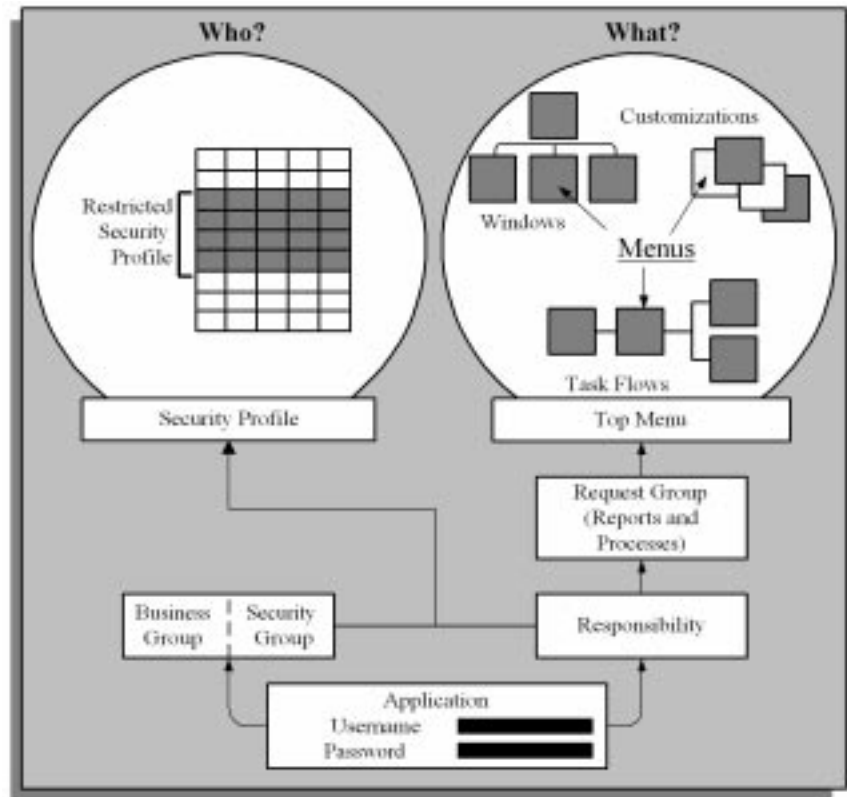 Who?
What?
Customizations
Restricted
Security
Profile
Windows
Menus
Task Flows
Security Profile
Top Menu
Request Group
(Reports and
Processes)
Business
Group
Security
Group
Responsibility
Application
Username
Password